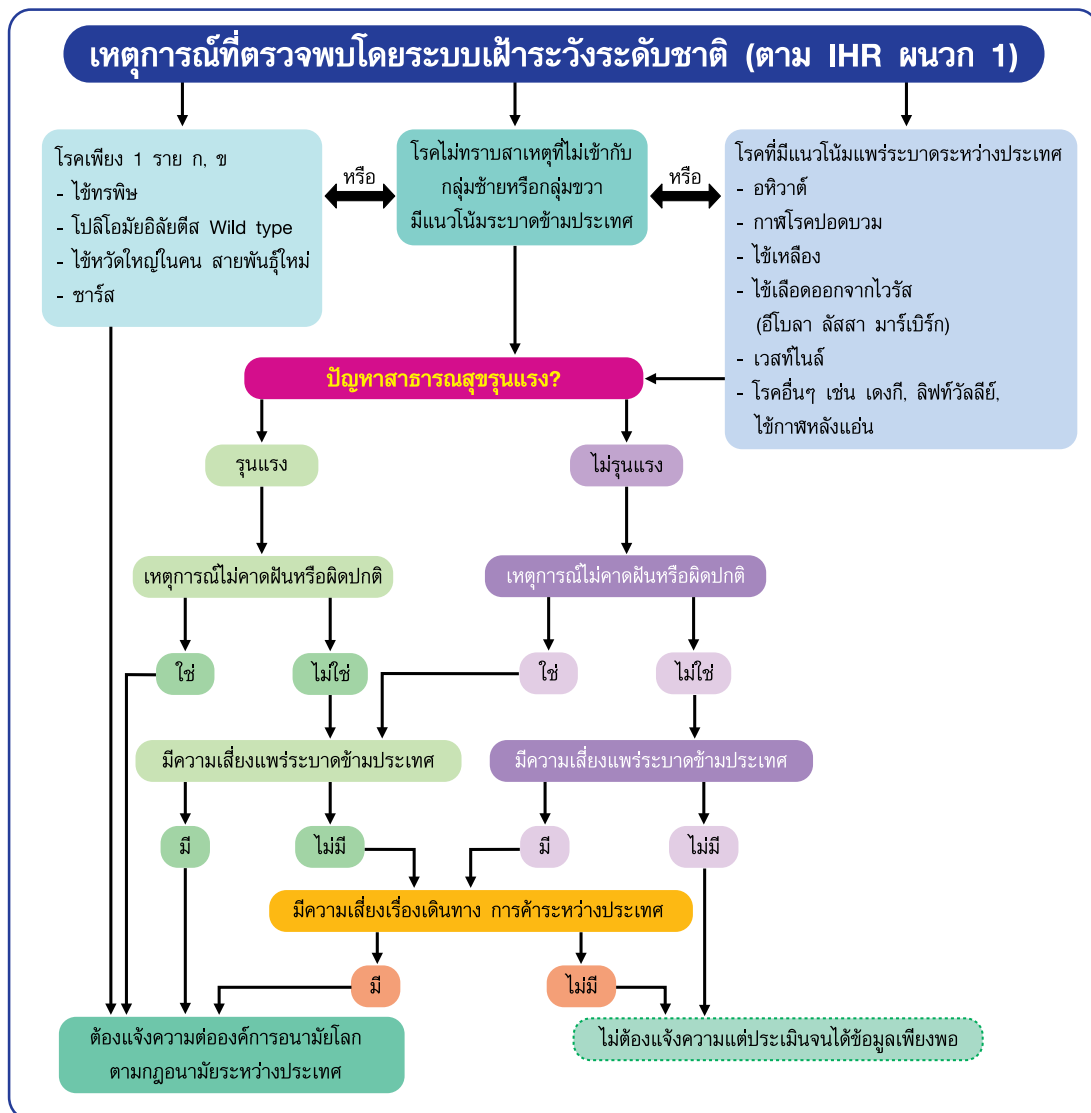 เหตุการณ์ที่ตรวจพบโดยระบบเฝ้าระวังระดับชาติ (ตาม IHR ผนวก 1)
โรคเพียง 1 ราย ก, ข
- ไข้ทรพิษ
- โปลิโอมัยอิลัยตีส Wild type
- ไข้หวัดใหญ่ในคน สายพันธุ์ใหม่
- ซาร์ส
หรือ
โรคไม่ทราบสาเหตุที่ไม่เข้ากับ
กลุ่มซ้ายหรือกลุ่มขวา
มีแนวโน้มระบาดข้ามประเทศ
หรือ
โรคที่มีแนวโน้มแพร่ระบาดระหว่างประเทศ
- อหิวาต์
- กาฬโรคปอดบวม
- ไข้เหลือง
- ไข้เลือดออกจากไวรัส
(อีโบลา ลัสสา มาร์เบิร์ก)
- เวสท์ไนล์
- โรคอื่นๆ เช่น เดงกี, ลิฟท์วัลลีย์,
ไข้กาฬหลังแอ่น
ปัญหาสาธารณสุขรุนแรง?
รุนแรง
ไม่รุนแรง
เหตุการณ์ไม่คาดฝันหรือผิดปกติ
เหตุการณ์ไม่คาดฝันหรือผิดปกติ
ใช่
ไม่ใช่
ใช่
ไม่ใช่
มีความเสี่ยงแพร่ระบาดข้ามประเทศ
มีความเสี่ยงแพร่ระบาดข้ามประเทศ
มี
ไม่มี
มี
ไม่มี
มีความเสี่ยงเรื่องเดินทาง การค้าระหว่างประเทศ
มี
ไม่มี
ต้องแจ้งความต่อองค์การอนามัยโลก
ตามกฎอนามัยระหว่างประเทศ
ไม่ต้องแจ้งความแต่ประเมินจนได้ข้อมูลเพียงพอ